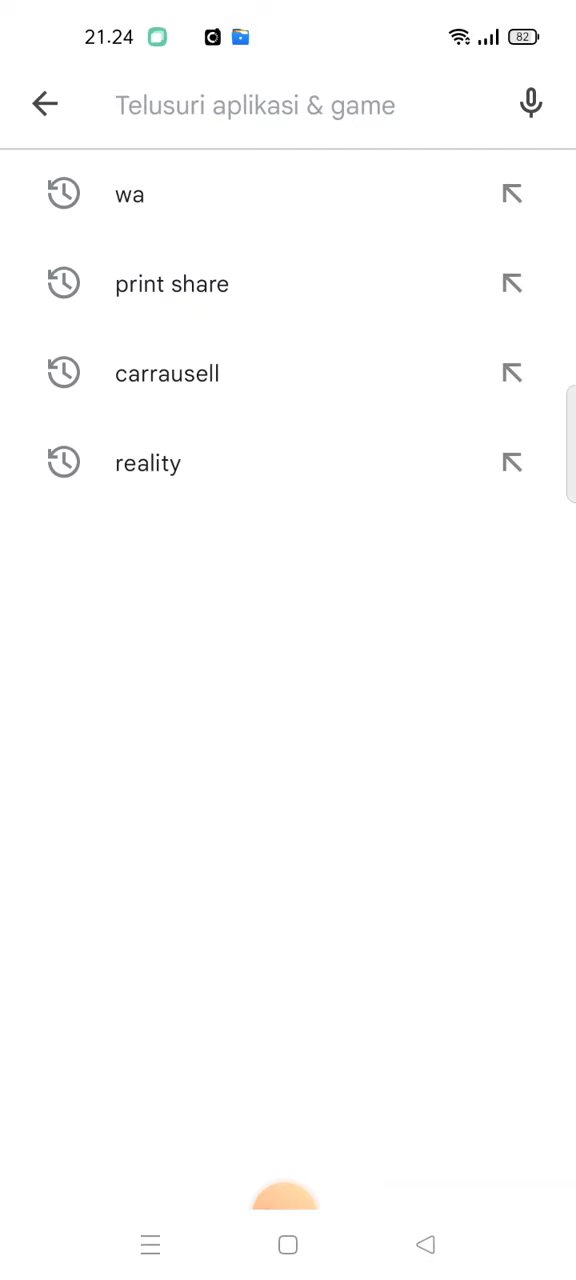 21.24
82
Telusuri aplikasi & game
wa
print share
carrausell
reality